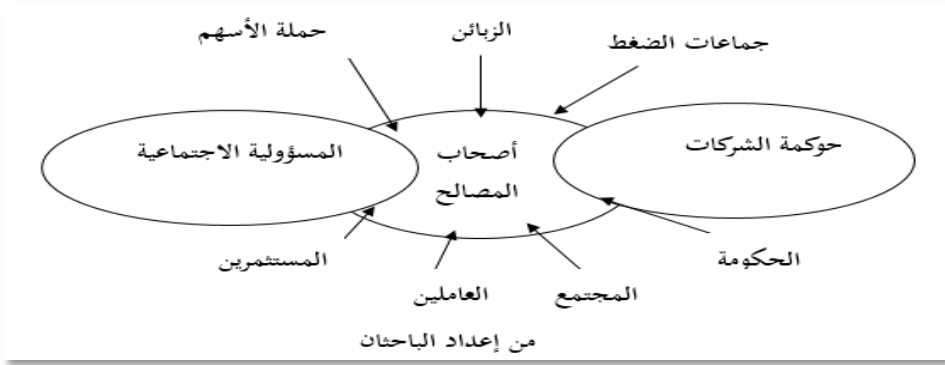 جماعات الضغط
الزبائن
حملة الأسهم
حوكمة الشركات
أصحاب
المصالح
المسؤولية الاجتماعية
الحكومة
المستثمرين
المجتمع
العاملين
من إعداد الباحثان